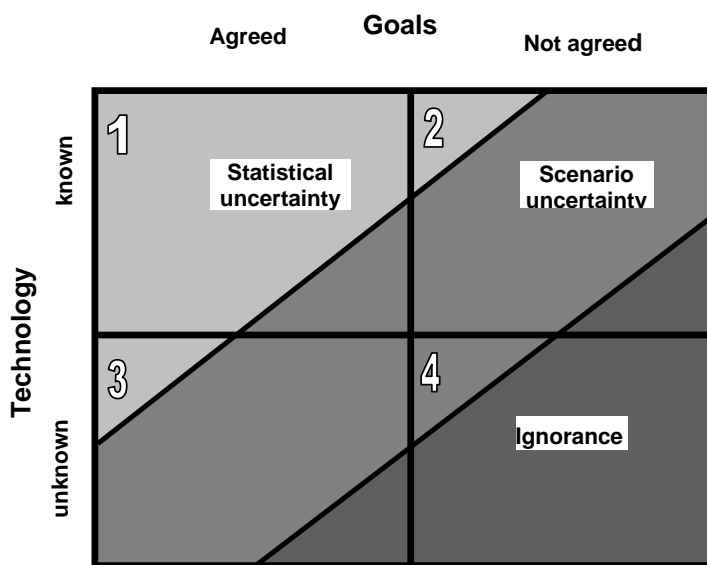 Goals
Agreed
Not agreed
1
2
known
Statistical
uncertainty
Scenario
uncertainty
Technology
3
4
unknown
Ignorance